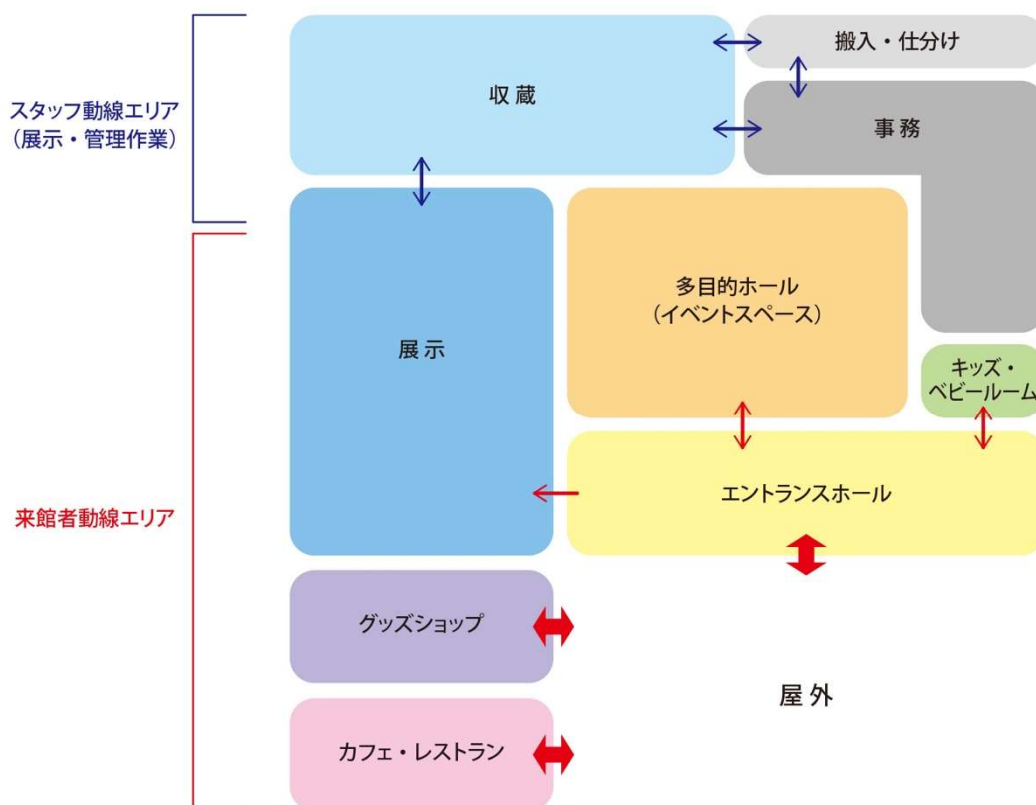 搬入・仕分け
収蔵
スタッフ動線エリア
（展示・管理作業）
事務
多目的ホール
（イベントスペース）
展示
キッズ・
ベビールーム
エントランスホール
来館者動線エリア
グッズショップ
屋外
カフェ・レストラン